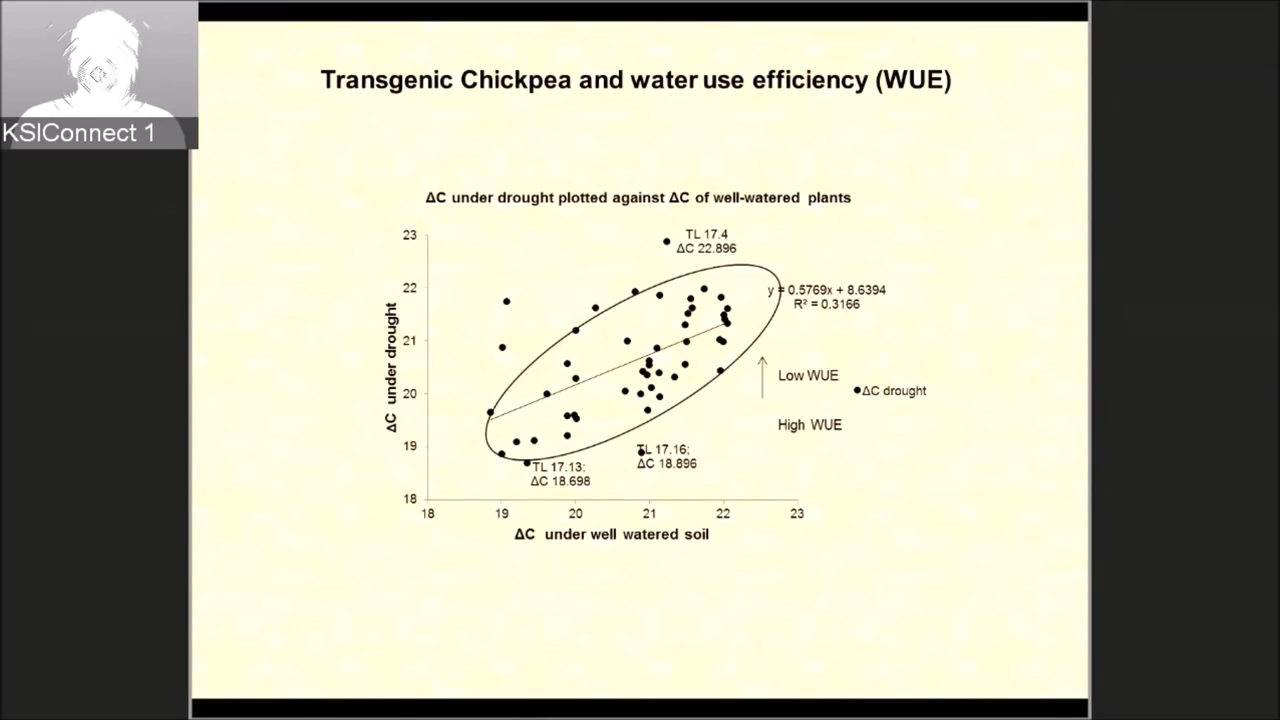 KSIConnect 1
Transgenic Chickpea and water use efficiency (WUE)
ΔC under drought plotted against ΔC of well-watered plants
23
22
21
20
19
18
ΔC under drought
TL 17.4
ΔC 22.896
y = 0.5769x + 8.6394
R² = 0.3166
Low WUE
ΔC drought
High WUE
TL 17.16;
ΔC 18.896
TL 17.13;
ΔC 18.698
18
19
20
21
22
23
ΔC under well watered soil